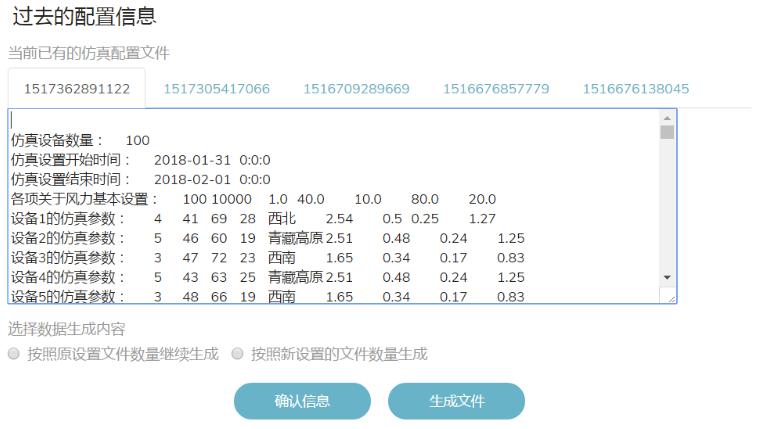 过去的配置信息
当前已有的仿真配置文件
1517362891122 1517305417066 1516709289669 1516676857779 1516676138045
仿真设备数量： 100
仿真设置开始时间： 2018-01-31 0:0:0
仿真设置结束时间： 2018-02-01 0:0:0
各项关于风力基本设置： 100 10000 1.0 40.0 10.0 80.0 20.0
设备1的仿真参数： 4 41 69 28 西北 2.54 0.5 0.25 1.27
设备2的仿真参数： 5 46 60 19 青藏高原 2.51 0.48 0.24 1.25
设备3的仿真参数： 3 47 72 23 西南 1.65 0.34 0.17 0.83
设备4的仿真参数： 5 43 63 25 青藏高原 2.51 0.48 0.24 1.25
设备5的仿真参数： 3 48 66 19 西南 1.65 0.34 0.17 0.83
选择数据生成内容
按照原设置文件数量继续生成 按照新设置的文件数量生成
确认信息 生成文件